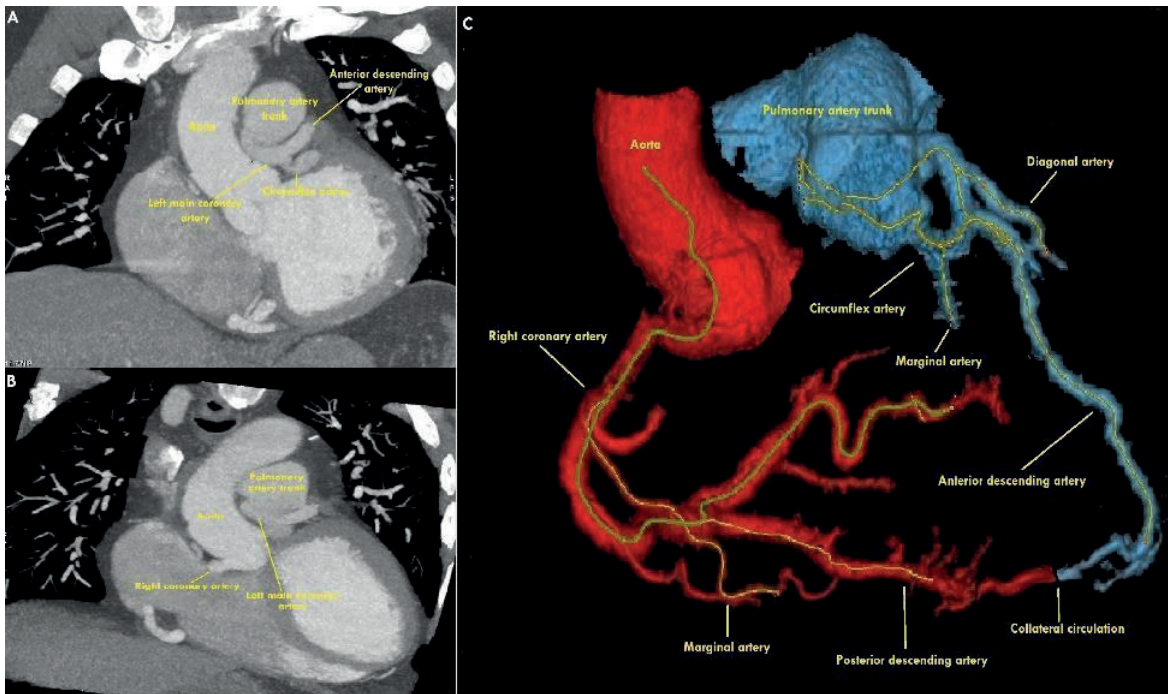 A
Anterior descending
artery
Pulmonary artery
trunk
Aorta
Circumflex artery
Left main coronary
artery
B
Pulmonary
artery trunk
Aorta
Right coronary artery
Left main coronary
artery
C
Pulmonary artery trunk
Aorta
Diagonal artery
Circumflex artery
Right coronary artery
Marginal artery
Anterior descending artery
Collateral circulation
Marginal artery
Posterior descending artery